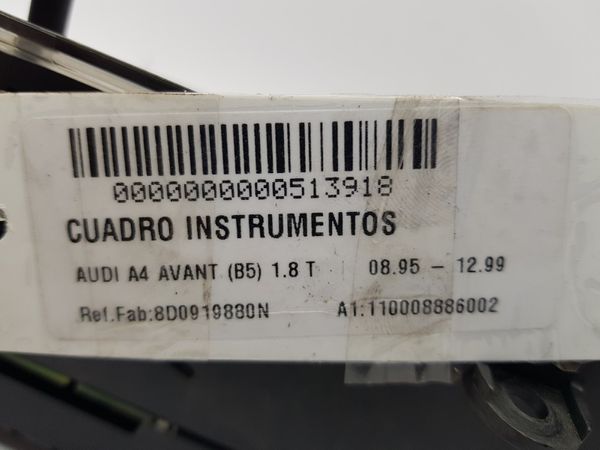 0000000000513918
CUADRO INSTRUMENTOS
AUDI A4 AVANT (B5) 1.8 T 08.95 - 12.99
Ref.Fab:8D0919880N A1:110008886002